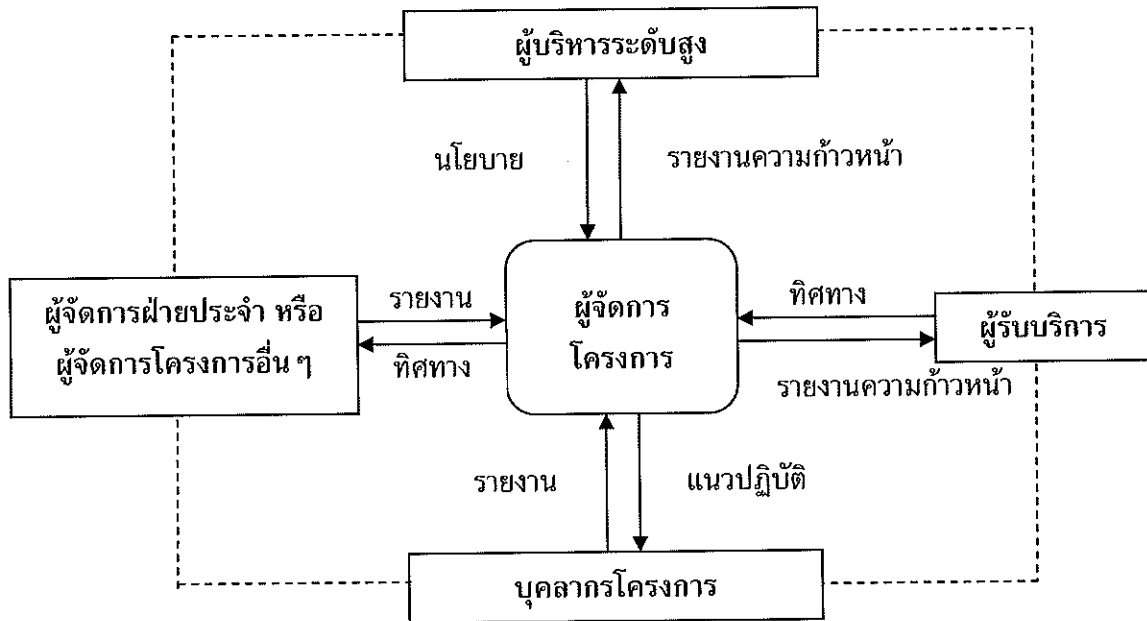 ผู้บริหารระดับสูง
นโยบาย
รายงานความก้าวหน้า
ผู้จัดการฝ่ายประจำ หรือ
ผู้จัดการโครงการอื่น ๆ
รายงาน
ทิศทาง
ผู้จัดการ
โครงการ
ทิศทาง
ผู้รับบริการ
รายงานความก้าวหน้า
รายงาน
แนวปฏิบัติ
บุคลากรโครงการ